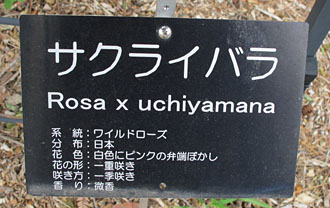 サクライバラ
Rosa x uchiyamana
系　統：ワイルドローズ
分　布：日本
花　色：白色にピンクの弁端ぼかし
花の形：一重咲き
咲き方：一季咲き
香　り：微香